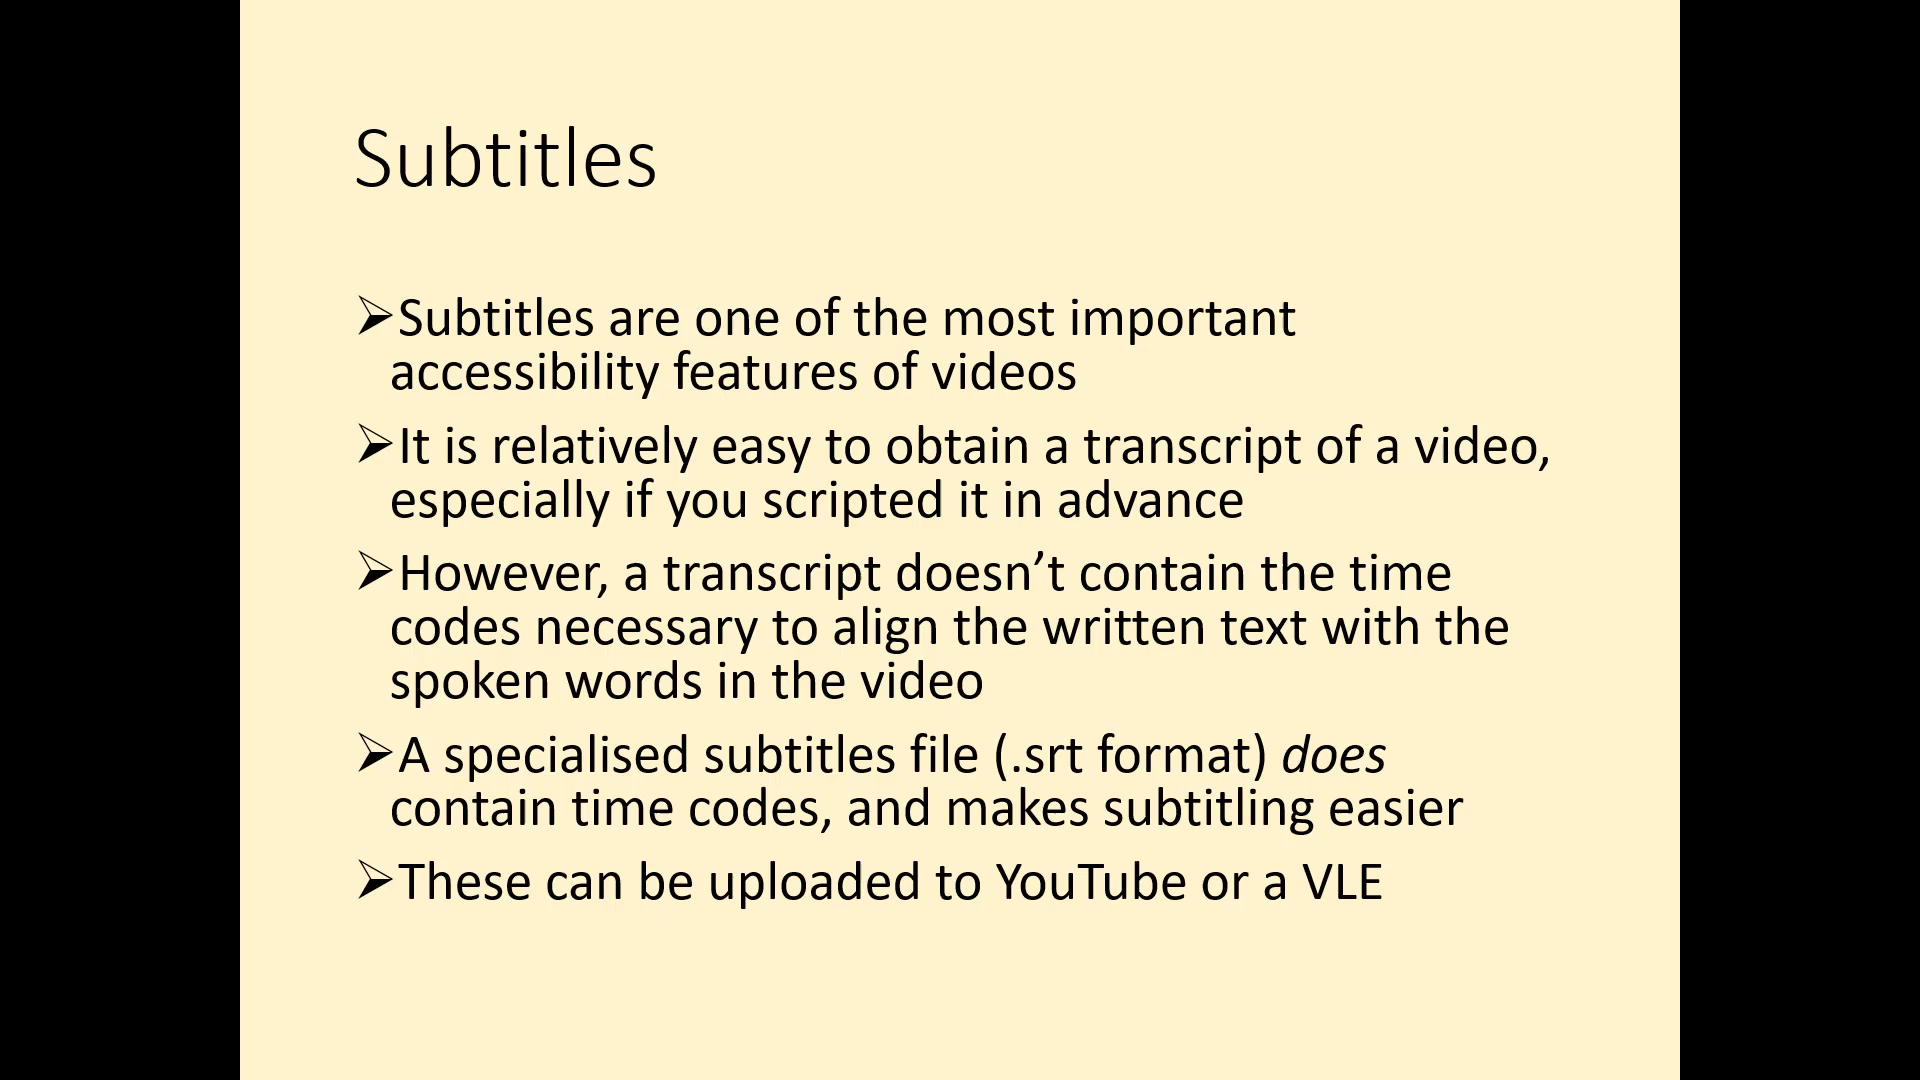 Subtitles
➢Subtitles are one of the most important
accessibility features of videos
➢It is relatively easy to obtain a transcript of a video,
especially if you scripted it in advance
➢However, a transcript doesn’t contain the time
codes necessary to align the written text with the
spoken words in the video
➢A specialised subtitles file (.srt format) does
contain time codes, and makes subtitling easier
➢These can be uploaded to YouTube or a VLE